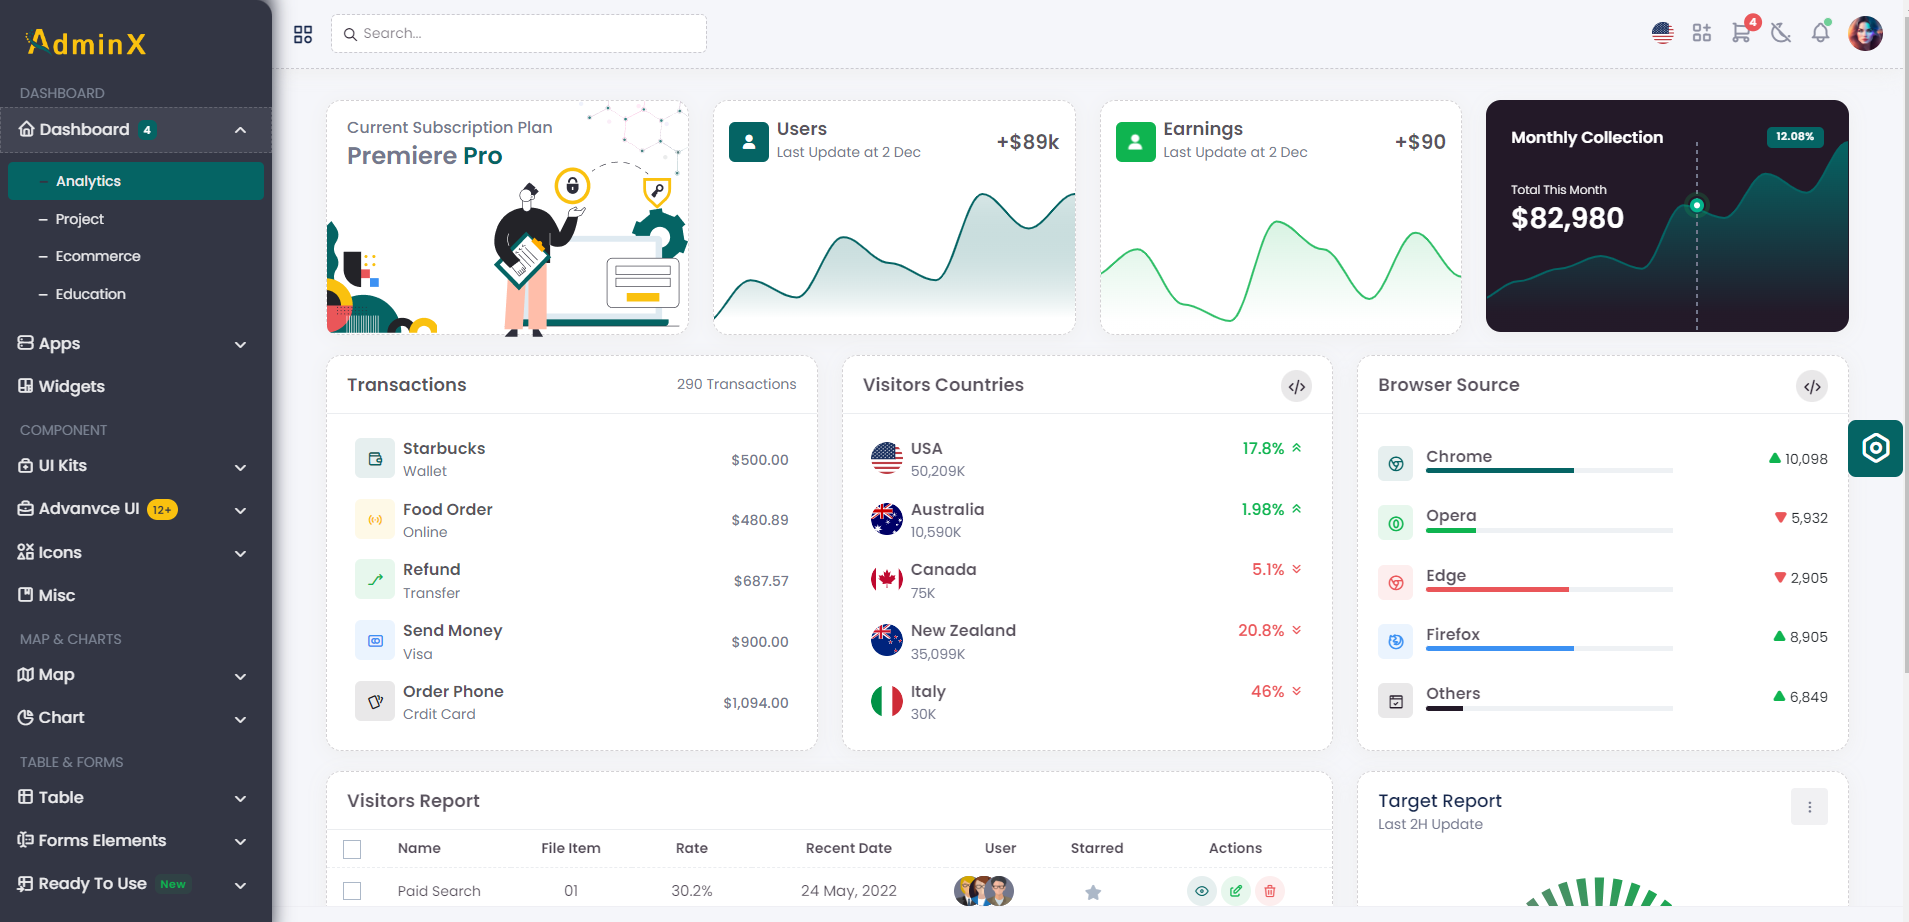 AdminX
DASHBOARD
Dashboard 4
Analytics
Project
Ecommerce
Education
Apps
Widgets
COMPONENT
UI Kits
Advanvce UI 12+
Icons
Misc
MAP & CHARTS
Map
Chart
TABLE & FORMS
Table
Forms Elements
Ready To Use New
Search...
4
Current Subscription Plan
Premiere Pro
Users
Last Update at 2 Dec
+$89k
Earnings
Last Update at 2 Dec
+$90
Monthly Collection
12.08%
Total This Month
$82,980
Transactions
290 Transactions
Starbucks
Wallet
$500.00
Food Order
Online
$480.89
Refund
Transfer
$687.57
Send Money
Visa
$900.00
Order Phone
Crdit Card
$1,094.00
Visitors Countries
USA
50,209K
17.8%
Australia
10,590K
1.98%
Canada
75K
5.1%
New Zealand
35,099K
20.8%
Italy
30K
46%
Browser Source
Chrome
10,098
Opera
5,932
Edge
2,905
Firefox
8,905
Others
6,849
Visitors Report
Name File Item Rate Recent Date User Starred Actions
Paid Search 01 30.2% 24 May, 2022
Target Report
Last 2H Update